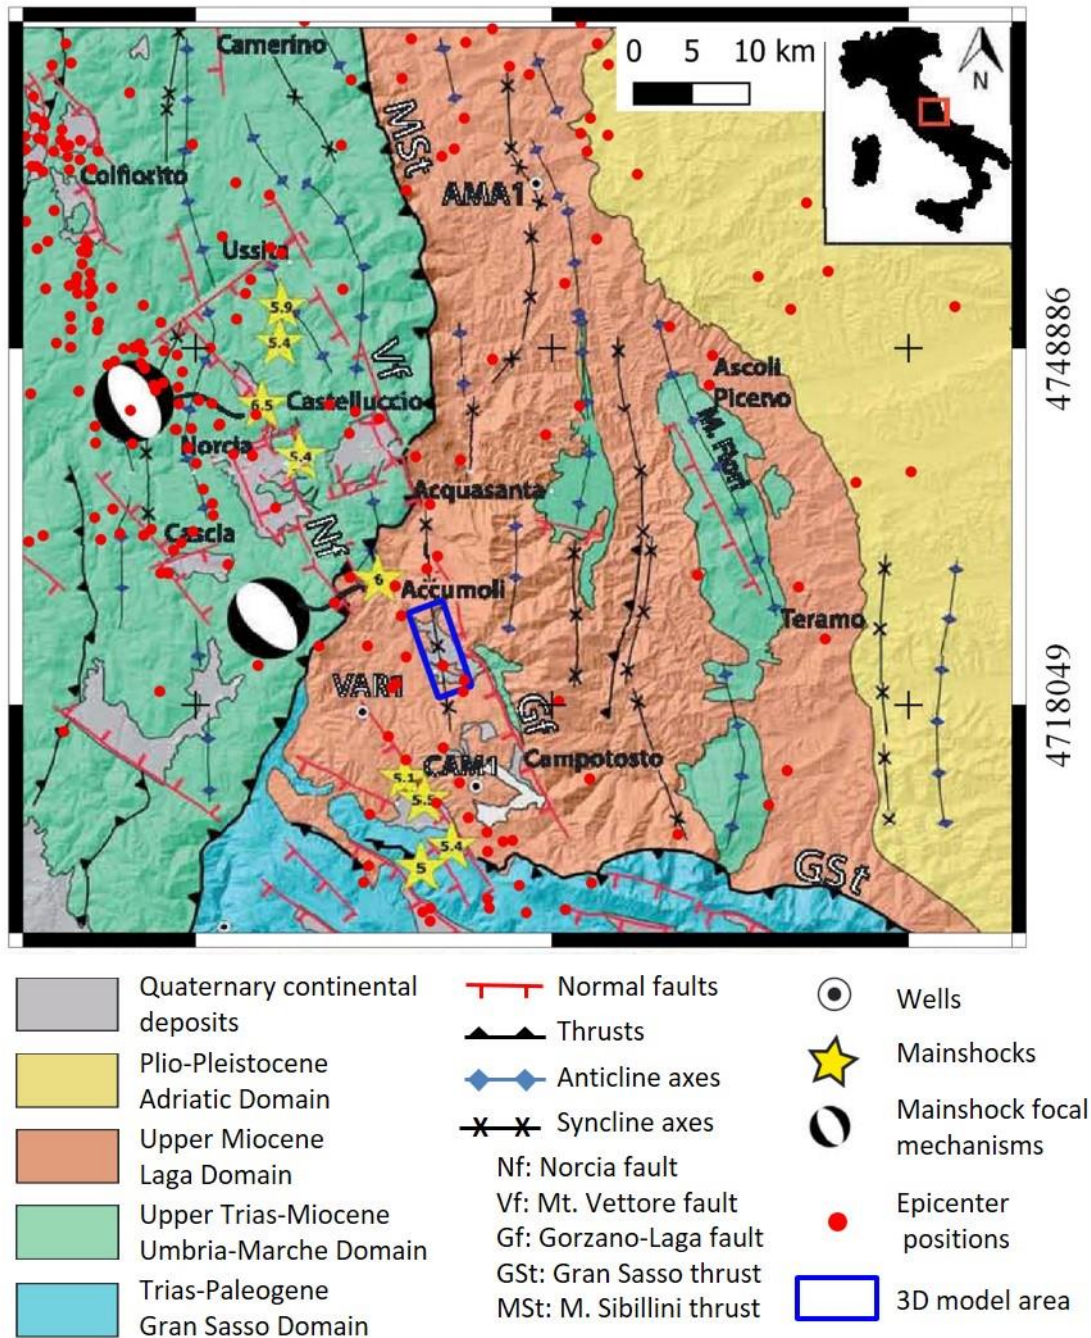 Camerino
0 5 10 km
N
MSt
Colfiorito
AMA1
Ussita
5.9
5.4
Vf
4748886
Ascoli
Piceno
6.5
Castelluccio
M. Fiori
Norcia
5.4
Acquasanta
Nf
Cascia
6
Accumoli
Teramo
VAR1
Gf
4718049
CAM1
Campotosto
5.1
5.5
5.4
5
GSt
Quaternary continental
deposits
Plio-Pleistocene
Adriatic Domain
Upper Miocene
Laga Domain
Upper Trias-Miocene
Umbria-Marche Domain
Trias-Paleogene
Gran Sasso Domain
Normal faults
Thrusts
Anticline axes
Syncline axes
Nf: Norcia fault
Vf: Mt. Vettore fault
Gf: Gorzano-Laga fault
GSt: Gran Sasso thrust
MSt: M. Sibillini thrust
Wells
Mainshocks
Mainshock focal
mechanisms
Epicenter
positions
3D model area